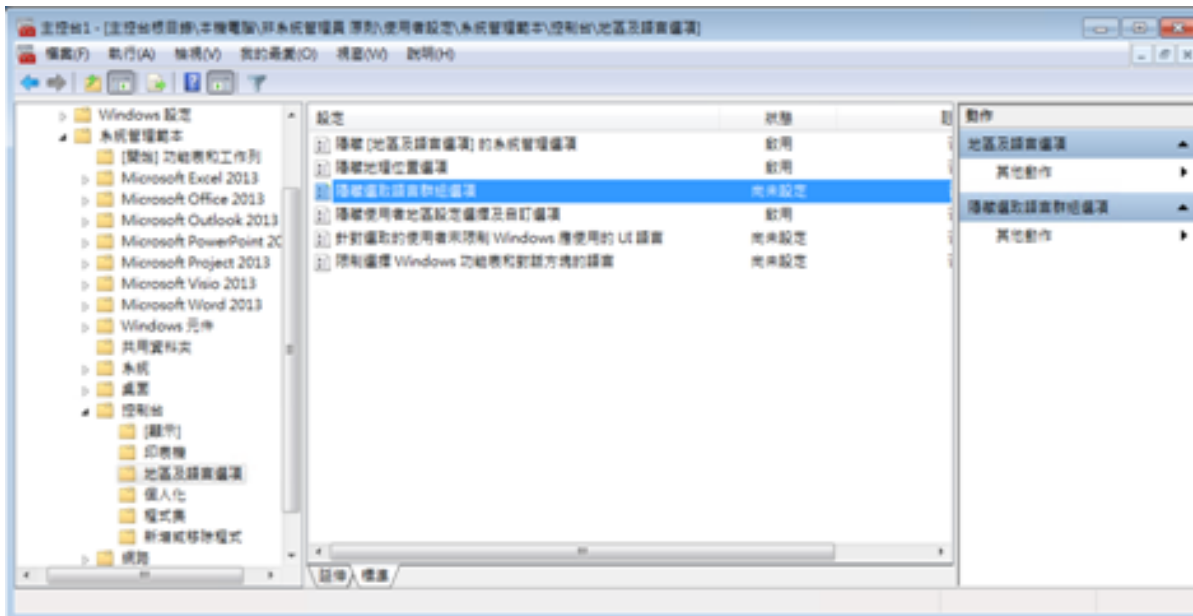 主控台1 - [主控台根目錄\本機電腦\非系統管理員 原則\使用者設定\系統管理範本\控制台\地區及語言選項]
檔案(F) 執行(A) 檢視(V) 我的最愛(O) 視窗(W) 說明(H)
Windows 設定
系統管理範本
[開始] 功能表和工作列
Microsoft Excel 2013
Microsoft Office 2013
Microsoft Outlook 2013
Microsoft PowerPoint 20
Microsoft Project 2013
Microsoft Visio 2013
Microsoft Word 2013
Windows 元件
共用資料夾
系統
桌面
控制台
[顯示]
印表機
地區及語言選項
個人化
程式集
新增或移除程式
網路
設定 狀態
隱藏 [地區及語言選項] 的系統管理選項 啟用
隱藏地理位置選項 啟用
隱藏選取語言群組選項 尚未設定
隱藏使用者地區設定選擇及自訂選項 啟用
針對選取的使用者來限制 Windows 應使用的 UI 語言 尚未設定
限制選擇 Windows 功能表和對話方塊的語言 尚未設定
延伸 標準
動作
地區及語言選項
其他動作
隱藏選取語言群組選項
其他動作